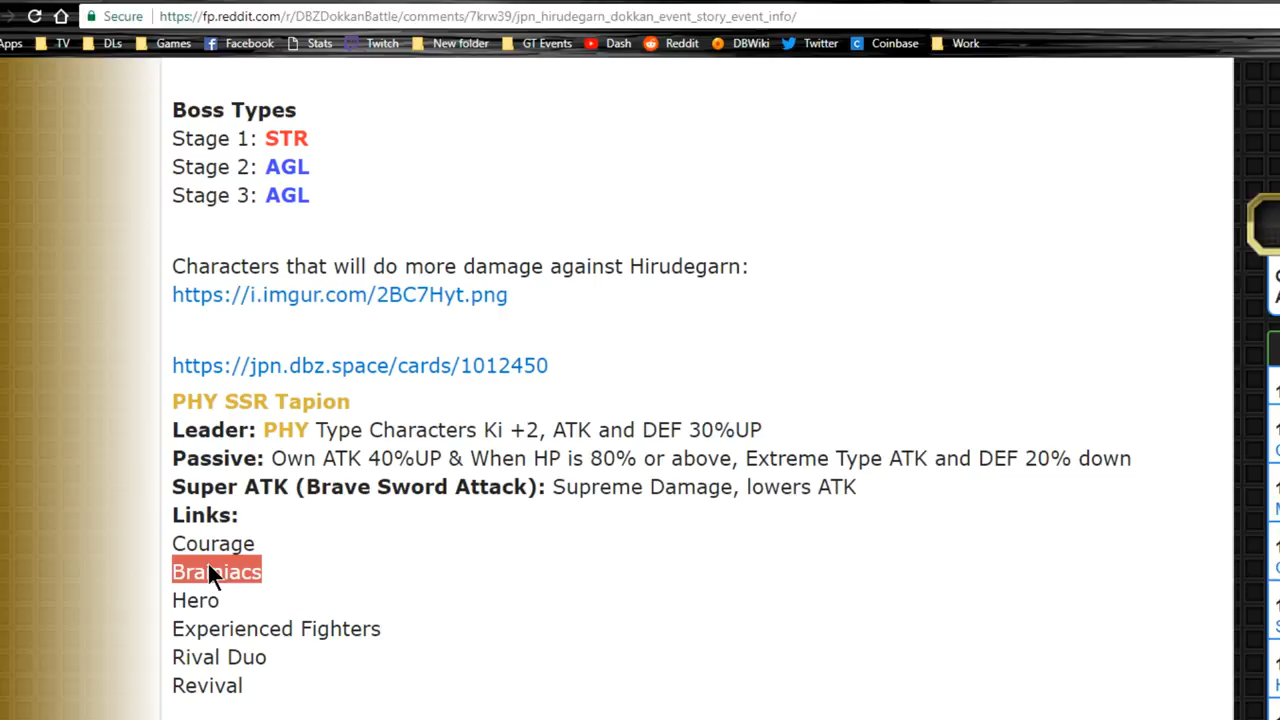 Secure
https://fp.reddit.com/r/DBZDokkanBattle/comments/7krw39/jpn_hirudegarn_dokkan_event_story_event_info/
Apps TV DLs Games Facebook Stats Twitch New folder GT Events Dash Reddit DBWiki Twitter Coinbase Work
Boss Types
Stage 1: STR
Stage 2: AGL
Stage 3: AGL
Characters that will do more damage against Hirudegarn:
https://i.imgur.com/2BC7Hyt.png
https://jpn.dbz.space/cards/1012450
PHY SSR Tapion
Leader: PHY Type Characters Ki +2, ATK and DEF 30%UP
Passive: Own ATK 40%UP & When HP is 80% or above, Extreme Type ATK and DEF 20% down
Super ATK (Brave Sword Attack): Supreme Damage, lowers ATK
Links:
Courage
Brainiacs
Hero
Experienced Fighters
Rival Duo
Revival